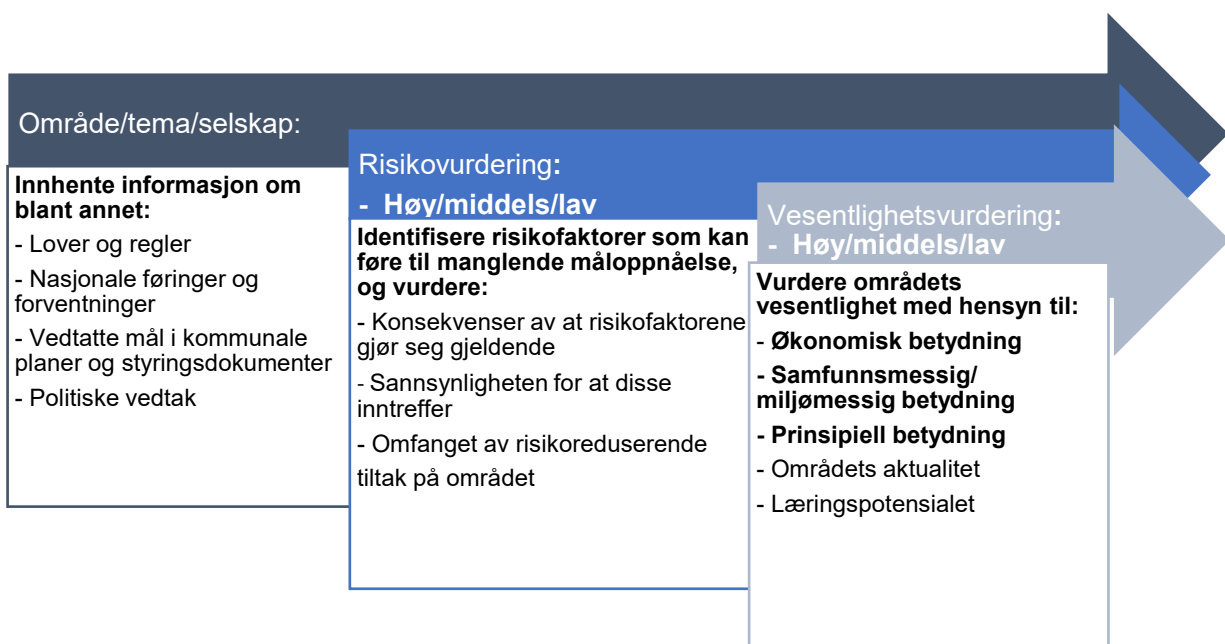 Område/tema/selskap:
Innhente informasjon om
blant annet:
- Lover og regler
- Nasjonale føringer og
forventninger
- Vedtatte mål i kommunale
planer og styringsdokumenter
- Politiske vedtak
Risikovurdering:
- Høy/middels/lav
Identifisere risikofaktorer som kan
føre til manglende måloppnåelse,
og vurdere:
- Konsekvenser av at risikofaktorene
gjør seg gjeldende
- Sannsynligheten for at disse
inntreffer
- Omfanget av risikoreduserende
tiltak på området
Vesentlighetsvurdering:
- Høy/middels/lav
Vurdere områdets
vesentlighet med hensyn til:
- Økonomisk betydning
- Samfunnsmessig/
miljømessig betydning
- Prinsipiell betydning
- Områdets aktualitet
- Læringspotensialet